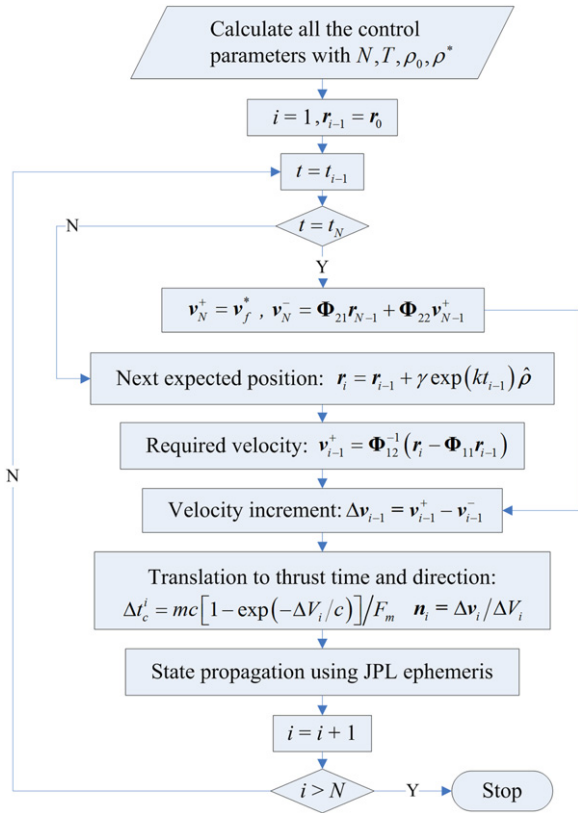 Calculate all the control
parameters with N, T, ρ₀, ρ*
i = 1, r_{i−1} = r₀
t = t_{i−1}
N
t = t_N
Y
v_N^+ = v_f^*, v_N^− = Φ₂₁r_{N−1} + Φ₂₂v_{N−1}^+
Next expected position: r_i = r_{i−1} + γ exp(kt_{i−1}) ρ̂
Required velocity: v_{i−1}^+ = Φ₁₂^{−1}(r_i − Φ₁₁r_{i−1})
N
Velocity increment: Δv_{i−1} = v_{i−1}^+ − v_{i−1}^−
Translation to thrust time and direction:
Δt_c^i = mc[1 − exp(−ΔV_i/c)]/F_m n_i = Δv_i/ΔV_i
State propagation using JPL ephemeris
i = i + 1
i > N Y Stop